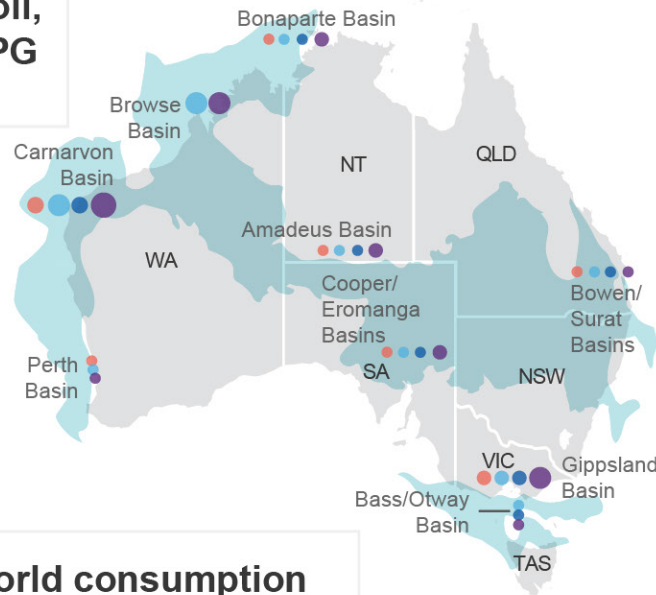 oil,
PG
Bonaparte Basin
Browse
Basin
Carnarvon
Basin
NT
QLD
Amadeus Basin
WA
Cooper/
Eromanga
Basins
Bowen/
Surat
Basins
Perth
Basin
SA
NSW
VIC
Gippsland
Basin
Bass/Otway
Basin
TAS
orld consumption